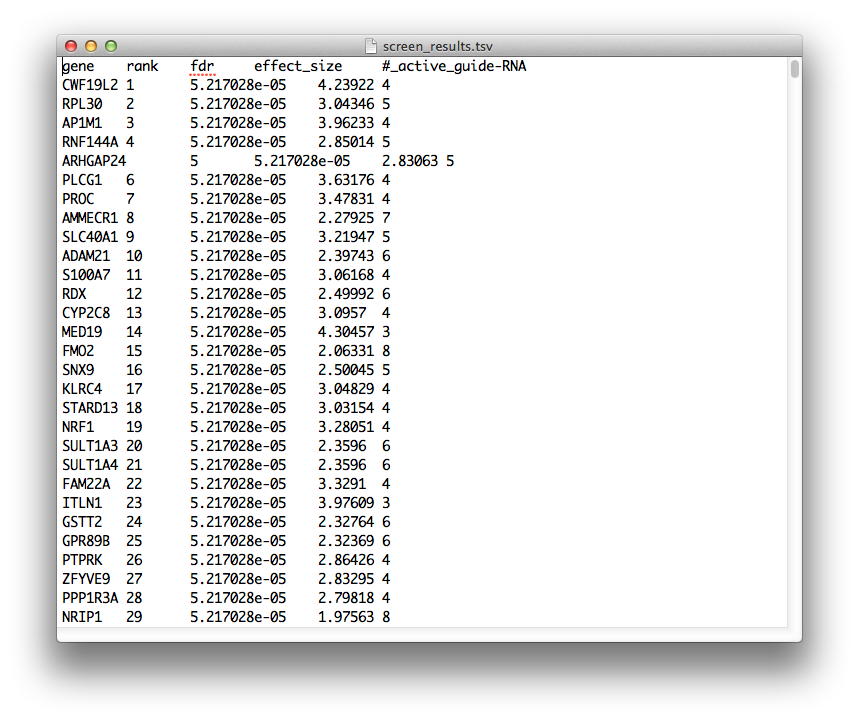 screen_results.tsv
gene rank fdr effect_size #_active_guide-RNA
CWF19L2 1 5.217028e-05 4.23922 4
RPL30 2 5.217028e-05 3.04346 5
AP1M1 3 5.217028e-05 3.96233 4
RNF144A 4 5.217028e-05 2.85014 5
ARHGAP24 5 5.217028e-05 2.83063 5
PLCG1 6 5.217028e-05 3.63176 4
PROC 7 5.217028e-05 3.47831 4
AMMECR1 8 5.217028e-05 2.27925 7
SLC40A1 9 5.217028e-05 3.21947 5
ADAM21 10 5.217028e-05 2.39743 6
S100A7 11 5.217028e-05 3.06168 4
RDX 12 5.217028e-05 2.49992 6
CYP2C8 13 5.217028e-05 3.0957 4
MED19 14 5.217028e-05 4.30457 3
FMO2 15 5.217028e-05 2.06331 8
SNX9 16 5.217028e-05 2.50045 5
KLRC4 17 5.217028e-05 3.04829 4
STARD13 18 5.217028e-05 3.03154 4
NRF1 19 5.217028e-05 3.28051 4
SULT1A3 20 5.217028e-05 2.3596 6
SULT1A4 21 5.217028e-05 2.3596 6
FAM22A 22 5.217028e-05 3.3291 4
ITLN1 23 5.217028e-05 3.97609 3
GSTT2 24 5.217028e-05 2.32764 6
GPR89B 25 5.217028e-05 2.32369 6
PTPRK 26 5.217028e-05 2.86426 4
ZFYVE9 27 5.217028e-05 2.83295 4
PPP1R3A 28 5.217028e-05 2.79818 4
NRIP1 29 5.217028e-05 1.97563 8